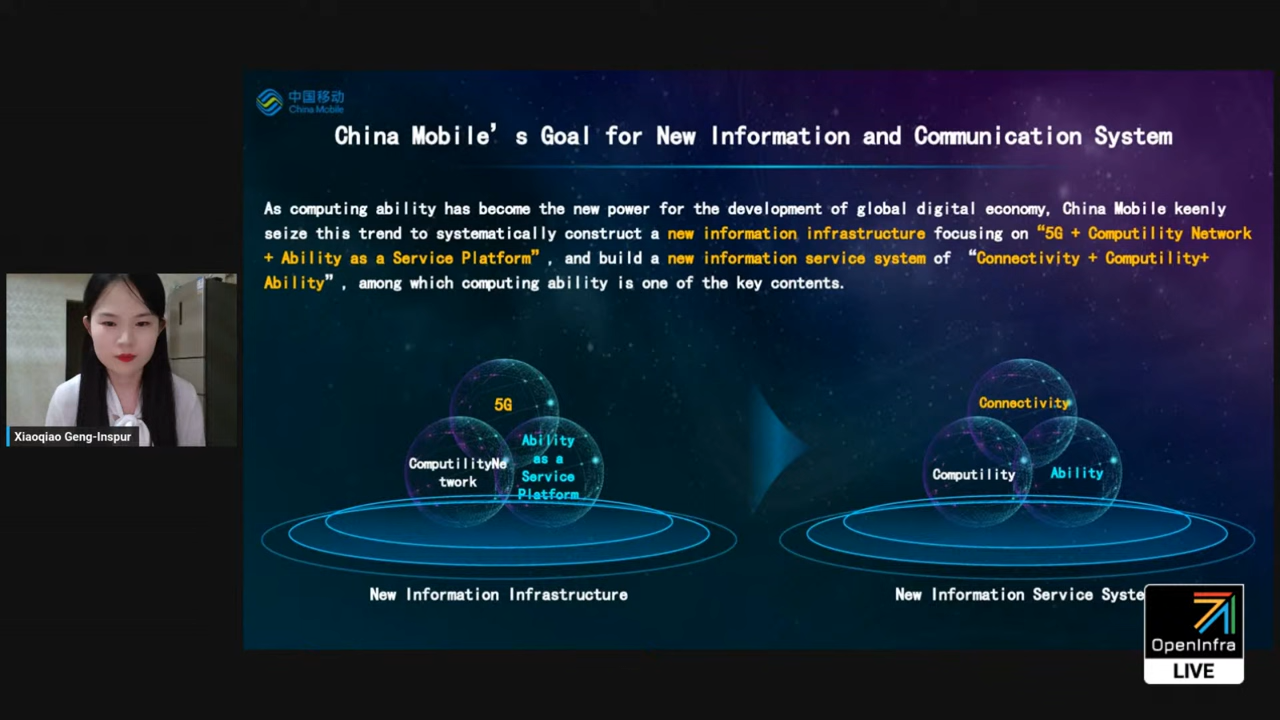 中国移动
China Mobile
China Mobile’s Goal for New Information and Communication System
As computing ability has become the new power for the development of global digital economy, China Mobile keenly
seize this trend to systematically construct a new information infrastructure focusing on “5G + Computility Network
+ Ability as a Service Platform”, and build a new information service system of “Connectivity + Computility+
Ability”, among which computing ability is one of the key contents.
5G
ComputilityNe
twork
Ability
as a
Service
Platform
New Information Infrastructure
Connectivity
Computility
Ability
New Information Service Syste
Xiaoqiao Geng-Inspur
OpenInfra
LIVE